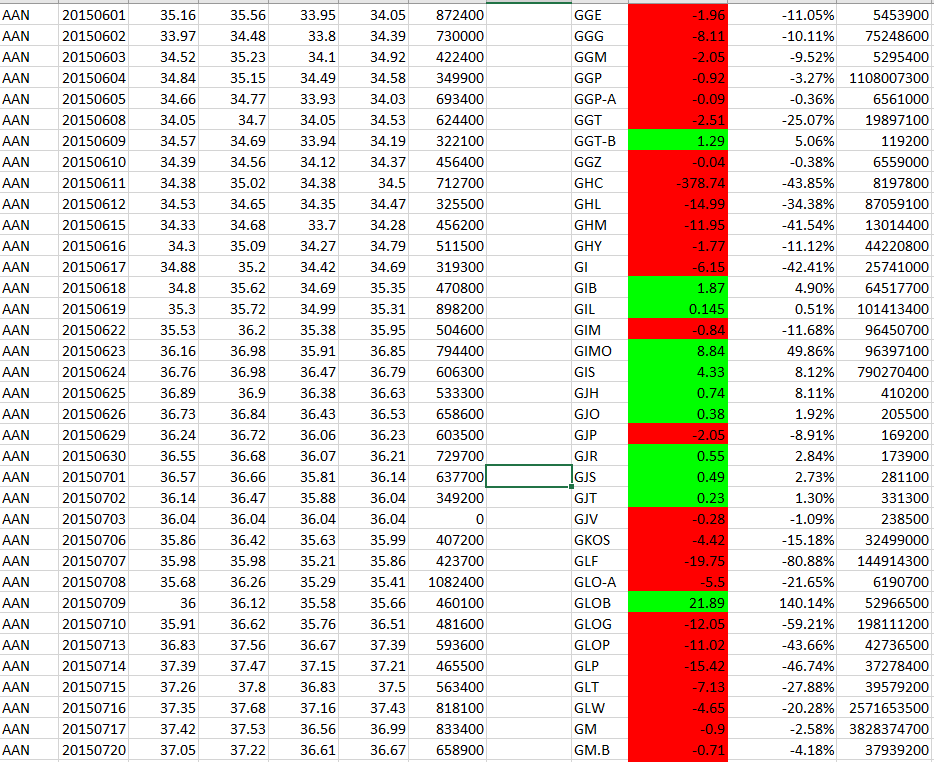 AAN 20150601 35.16 35.56 33.95 34.05 872400 GGE -1.96 -11.05% 5453900
AAN 20150602 33.97 34.48 33.8 34.39 730000 GGG -8.11 -10.11% 75248600
AAN 20150603 34.52 35.23 34.1 34.92 422400 GGM -2.05 -9.52% 5295400
AAN 20150604 34.84 35.15 34.49 34.58 349900 GGP -0.92 -3.27% 1108007300
AAN 20150605 34.66 34.77 33.93 34.03 693400 GGP-A -0.09 -0.36% 6561000
AAN 20150608 34.05 34.7 34.05 34.53 624400 GGT -2.51 -25.07% 19897100
AAN 20150609 34.57 34.69 33.94 34.19 322100 GGT-B 1.29 5.06% 119200
AAN 20150610 34.39 34.56 34.12 34.37 456400 GGZ -0.04 -0.38% 6559000
AAN 20150611 34.38 35.02 34.38 34.5 712700 GHC -378.74 -43.85% 8197800
AAN 20150612 34.53 34.65 34.35 34.47 325500 GHL -14.99 -34.38% 87059100
AAN 20150615 34.33 34.68 33.7 34.28 456200 GHM -11.95 -41.54% 13014400
AAN 20150616 34.3 35.09 34.27 34.79 511500 GHY -1.77 -11.12% 44220800
AAN 20150617 34.88 35.2 34.42 34.69 319300 GI -6.15 -42.41% 25741000
AAN 20150618 34.8 35.62 34.69 35.35 470800 GIB 1.87 4.90% 64517700
AAN 20150619 35.3 35.72 34.99 35.31 898200 GIL 0.145 0.51% 101413400
AAN 20150622 35.53 36.2 35.38 35.95 504600 GIM -0.84 -11.68% 96450700
AAN 20150623 36.16 36.98 35.91 36.85 794400 GIMO 8.84 49.86% 96397100
AAN 20150624 36.76 36.98 36.47 36.79 606300 GIS 4.33 8.12% 790270400
AAN 20150625 36.89 36.9 36.38 36.63 533300 GJH 0.74 8.11% 410200
AAN 20150626 36.73 36.84 36.43 36.53 658600 GJO 0.38 1.92% 205500
AAN 20150629 36.24 36.72 36.06 36.23 603500 GJP -2.05 -8.91% 169200
AAN 20150630 36.55 36.68 36.07 36.21 729700 GJR 0.55 2.84% 173900
AAN 20150701 36.57 36.66 35.81 36.14 637700 GJS 0.49 2.73% 281100
AAN 20150702 36.14 36.47 35.88 36.04 349200 GJT 0.23 1.30% 331300
AAN 20150703 36.04 36.04 36.04 36.04 0 GJV -0.28 -1.09% 238500
AAN 20150706 35.86 36.42 35.63 35.99 407200 GKOS -4.42 -15.18% 32499000
AAN 20150707 35.98 35.98 35.21 35.86 423700 GLF -19.75 -80.88% 144914300
AAN 20150708 35.68 36.26 35.29 35.41 1082400 GLO-A -5.5 -21.65% 6190700
AAN 20150709 36 36.12 35.58 35.66 460100 GLOB 21.89 140.14% 52966500
AAN 20150710 35.91 36.62 35.76 36.51 481600 GLOG -12.05 -59.21% 198111200
AAN 20150713 36.83 37.56 36.67 37.39 593600 GLOP -11.02 -43.66% 42736500
AAN 20150714 37.39 37.47 37.15 37.21 465500 GLP -15.42 -46.74% 37278400
AAN 20150715 37.26 37.8 36.83 37.5 563400 GLT -7.13 -27.88% 39579200
AAN 20150716 37.35 37.68 37.16 37.43 818100 GLW -4.65 -20.28% 2571653500
AAN 20150717 37.42 37.53 36.56 36.99 833400 GM -0.9 -2.58% 3828374700
AAN 20150720 37.05 37.22 36.61 36.67 658900 GM.B -0.71 -4.18% 37939200